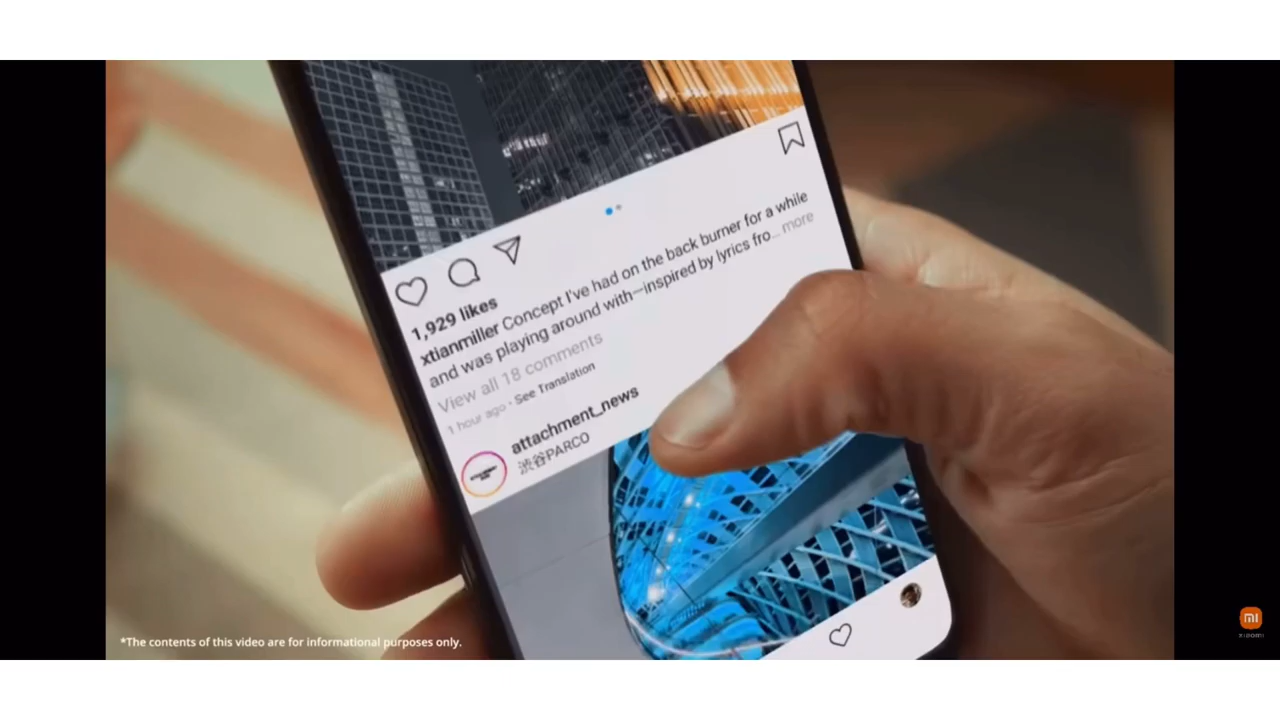 1,929 likes
xtianmiller Concept I've had on the back burner for a while
and was playing around with—inspired by lyrics fro... more
View all 18 comments
1 hour ago · See Translation
attachment_news
渋谷PARCO
*The contents of this video are for informational purposes only.
mi
XIAOMI